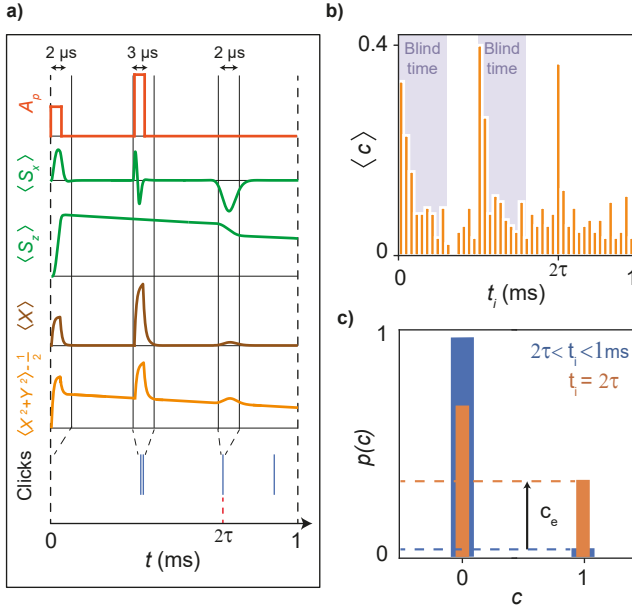 a)
2 μs
3 μs
2 μs
A_p
⟨S_x⟩
⟨S_z⟩
⟨X⟩
⟨X²+Y²⟩-½
Clicks
2τ
0
1
t (ms)
b)
0.4
Blind
time
Blind
time
⟨c⟩
0
0
2τ
1
t_i (ms)
c)
1
2τ< t_i <1ms
t_i = 2τ
p(c)
c_e
0
0
1
c